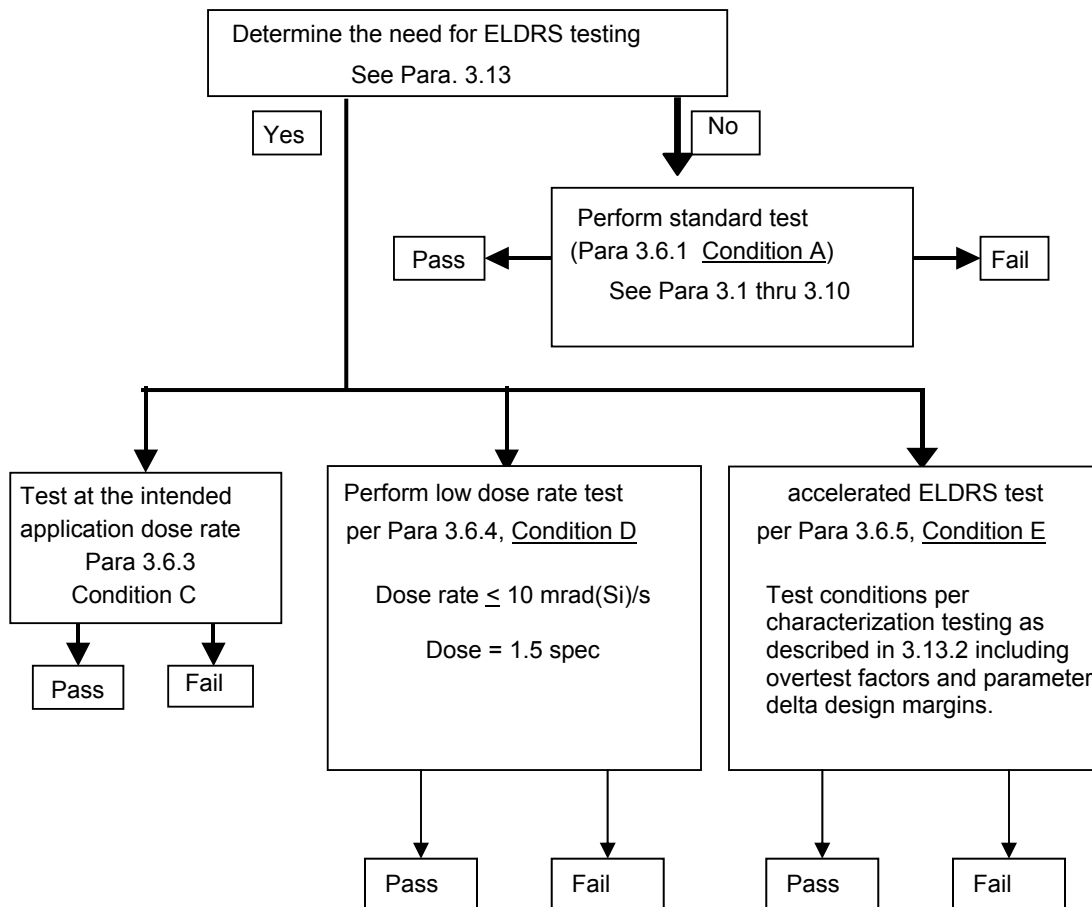 Determine the need for ELDRS testing
See Para. 3.13
Yes
No
Perform standard test
(Para 3.6.1 Condition A)
See Para 3.1 thru 3.10
Pass
Fail
Test at the intended
application dose rate
Para 3.6.3
Condition C
Pass
Fail
Perform low dose rate test
per Para 3.6.4, Condition D
Dose rate ≤ 10 mrad(Si)/s
Dose = 1.5 spec
Pass
Fail
accelerated ELDRS test
per Para 3.6.5, Condition E
Test conditions per
characterization testing as
described in 3.13.2 including
overtest factors and parameter
delta design margins.
Pass
Fail